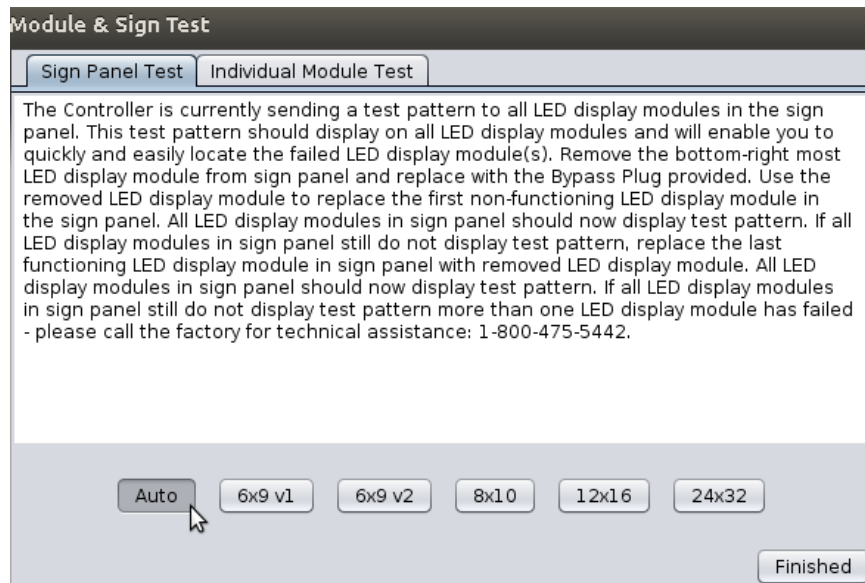 Module & Sign Test
Sign Panel Test
Individual Module Test
The Controller is currently sending a test pattern to all LED display modules in the sign
panel. This test pattern should display on all LED display modules and will enable you to
quickly and easily locate the failed LED display module(s). Remove the bottom-right most
LED display module from sign panel and replace with the Bypass Plug provided. Use the
removed LED display module to replace the first non-functioning LED display module in
the sign panel. All LED display modules in sign panel should now display test pattern. If all
LED display modules in sign panel still do not display test pattern, replace the last
functioning LED display module in sign panel with removed LED display module. All LED
display modules in sign panel should now display test pattern. If all LED display modules
in sign panel still do not display test pattern more than one LED display module has failed
- please call the factory for technical assistance: 1-800-475-5442.
Auto
6x9 v1
6x9 v2
8x10
12x16
24x32
Finished